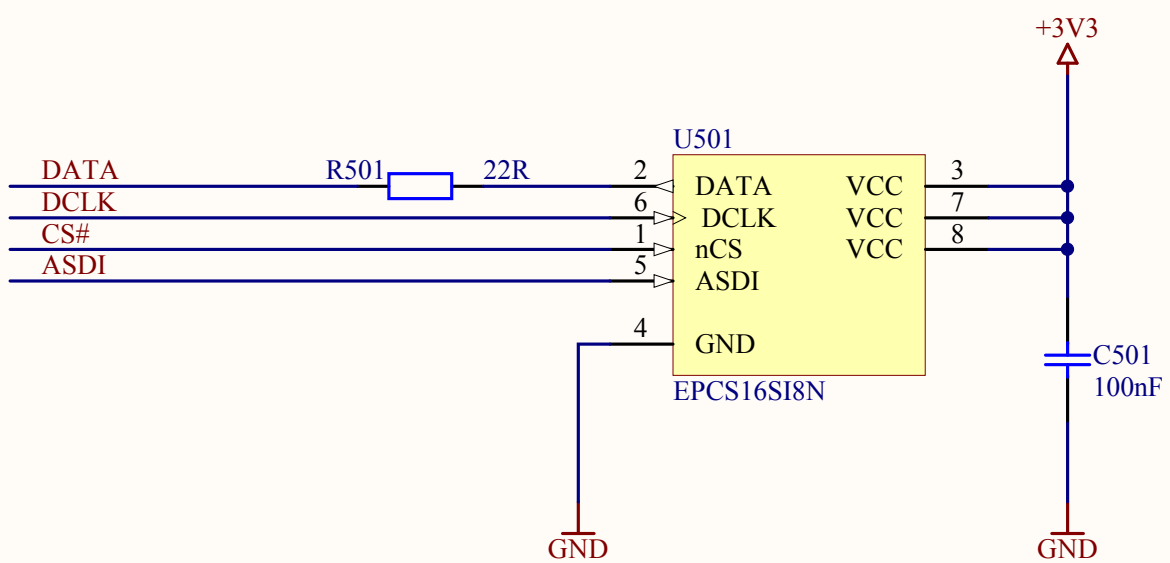 +3V3
U501
DATA R501 22R 2 DATA VCC 3
DCLK 6 DCLK VCC 7
CS# 1 nCS VCC 8
ASDI 5 ASDI
4 GND
C501
100nF
EPCS16SI8N
GND GND